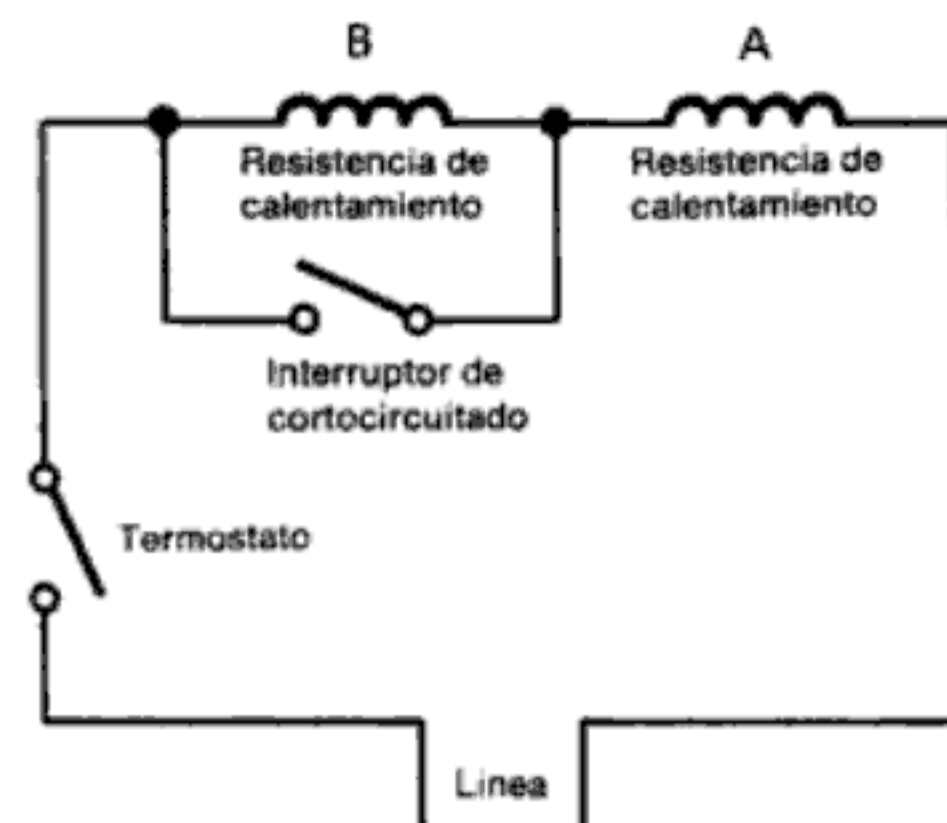 B
A
Resistencia de
calentamiento
Resistencia de
calentamiento
Interruptor de
cortocircuitado
Termostato
Linea